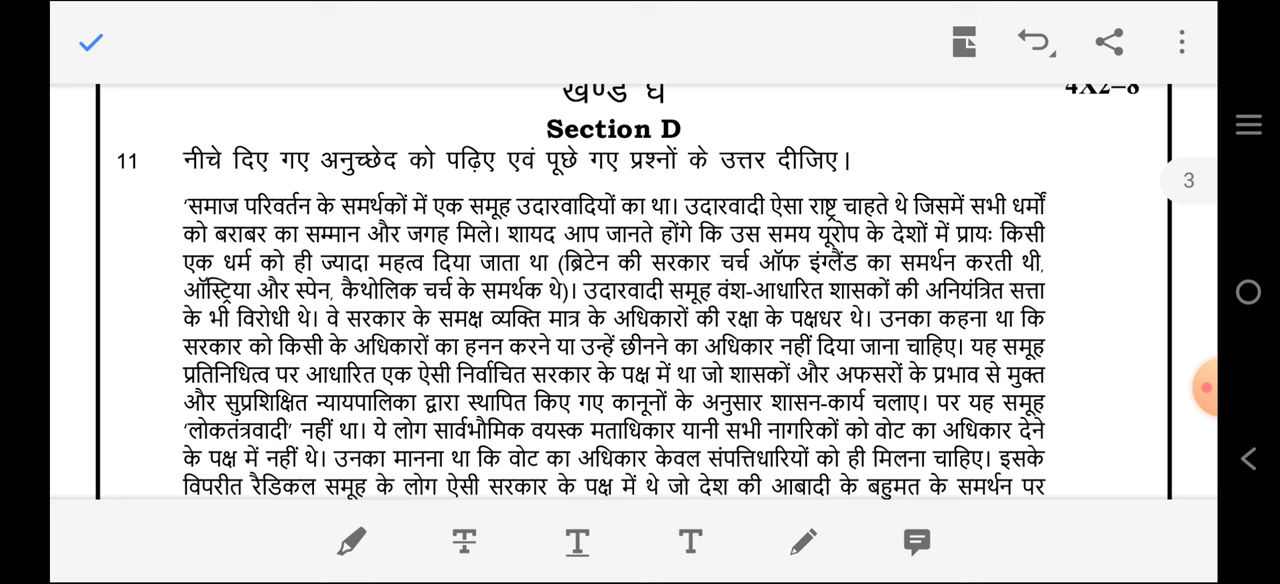 खण्ड घ
4X2=8
Section D
11 नीचे दिए गए अनुच्छेद को पढ़िए एवं पूछे गए प्रश्नों के उत्तर दीजिए।
3
‘समाज परिवर्तन के समर्थकों में एक समूह उदारवादियों का था। उदारवादी ऐसा राष्ट्र चाहते थे जिसमें सभी धर्मों
को बराबर का सम्मान और जगह मिले। शायद आप जानते होंगे कि उस समय यूरोप के देशों में प्रायः किसी
एक धर्म को ही ज्यादा महत्व दिया जाता था (ब्रिटेन की सरकार चर्च ऑफ इंग्लैंड का समर्थन करती थी,
ऑस्ट्रिया और स्पेन, कैथोलिक चर्च के समर्थक थे)। उदारवादी समूह वंश-आधारित शासकों की अनियंत्रित सत्ता
के भी विरोधी थे। वे सरकार के समक्ष व्यक्ति मात्र के अधिकारों की रक्षा के पक्षधर थे। उनका कहना था कि
सरकार को किसी के अधिकारों का हनन करने या उन्हें छीनने का अधिकार नहीं दिया जाना चाहिए। यह समूह
प्रतिनिधित्व पर आधारित एक ऐसी निर्वाचित सरकार के पक्ष में था जो शासकों और अफसरों के प्रभाव से मुक्त
और सुप्रशिक्षित न्यायपालिका द्वारा स्थापित किए गए कानूनों के अनुसार शासन-कार्य चलाए। पर यह समूह
‘लोकतंत्रवादी’ नहीं था। ये लोग सार्वभौमिक वयस्क मताधिकार यानी सभी नागरिकों को वोट का अधिकार देने
के पक्ष में नहीं थे। उनका मानना था कि वोट का अधिकार केवल संपत्तिधारियों को ही मिलना चाहिए। इसके
विपरीत रैडिकल समूह के लोग ऐसी सरकार के पक्ष में थे जो देश की आबादी के बहुमत के समर्थन पर